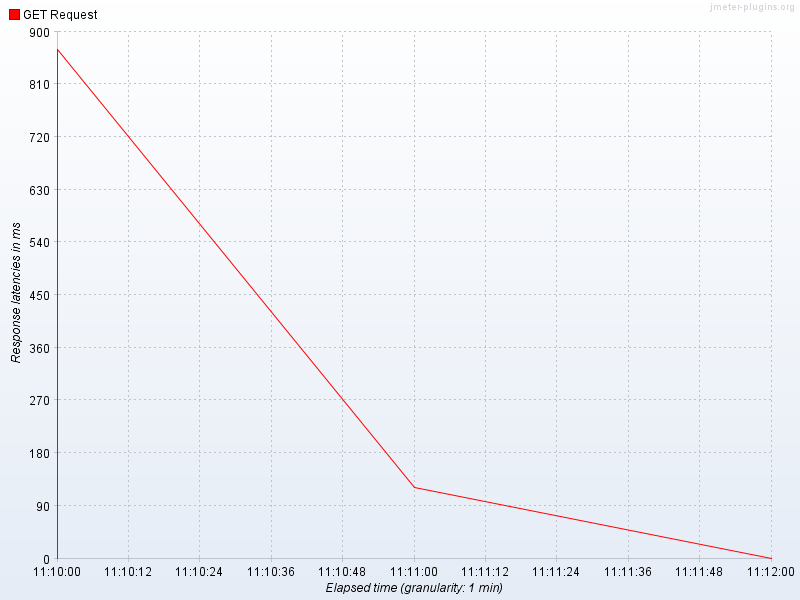 jmeter-plugins.org
GET Request
900
810
720
630
540
450
360
270
180
90
0
Response latencies in ms
11:10:00 11:10:12 11:10:24 11:10:36 11:10:48 11:11:00 11:11:12 11:11:24 11:11:36 11:11:48 11:12:00
Elapsed time (granularity: 1 min)